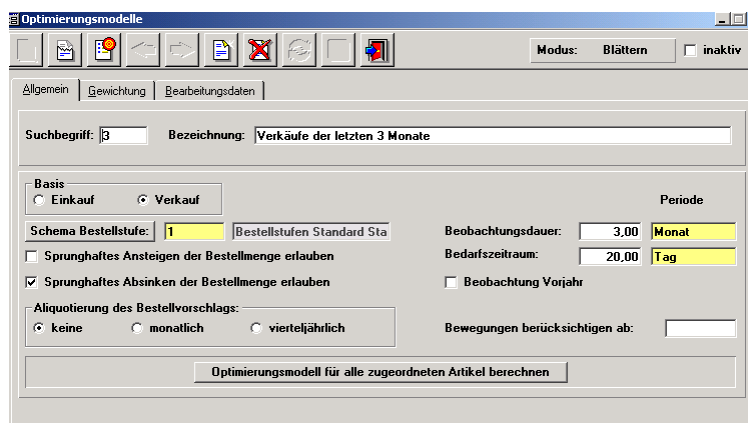 Optimierungsmodelle
Modus: Blättern inaktiv
Allgemein Gewichtung Bearbeitungsdaten
Suchbegriff: 3 Bezeichnung: Verkäufe der letzten 3 Monate
Basis
Einkauf Verkauf Periode
Schema Bestellstufe: 1 Bestellstufen Standard Sta Beobachtungsdauer: 3,00 Monat
Sprunghaftes Ansteigen der Bestellmenge erlauben Bedarfszeitraum: 20,00 Tag
Sprunghaftes Absinken der Bestellmenge erlauben Beobachtung Vorjahr
Aliquotierung des Bestellvorschlags:
keine monatlich vierteljährlich Bewegungen berücksichtigen ab:
Optimierungsmodell für alle zugeordneten Artikel berechnen